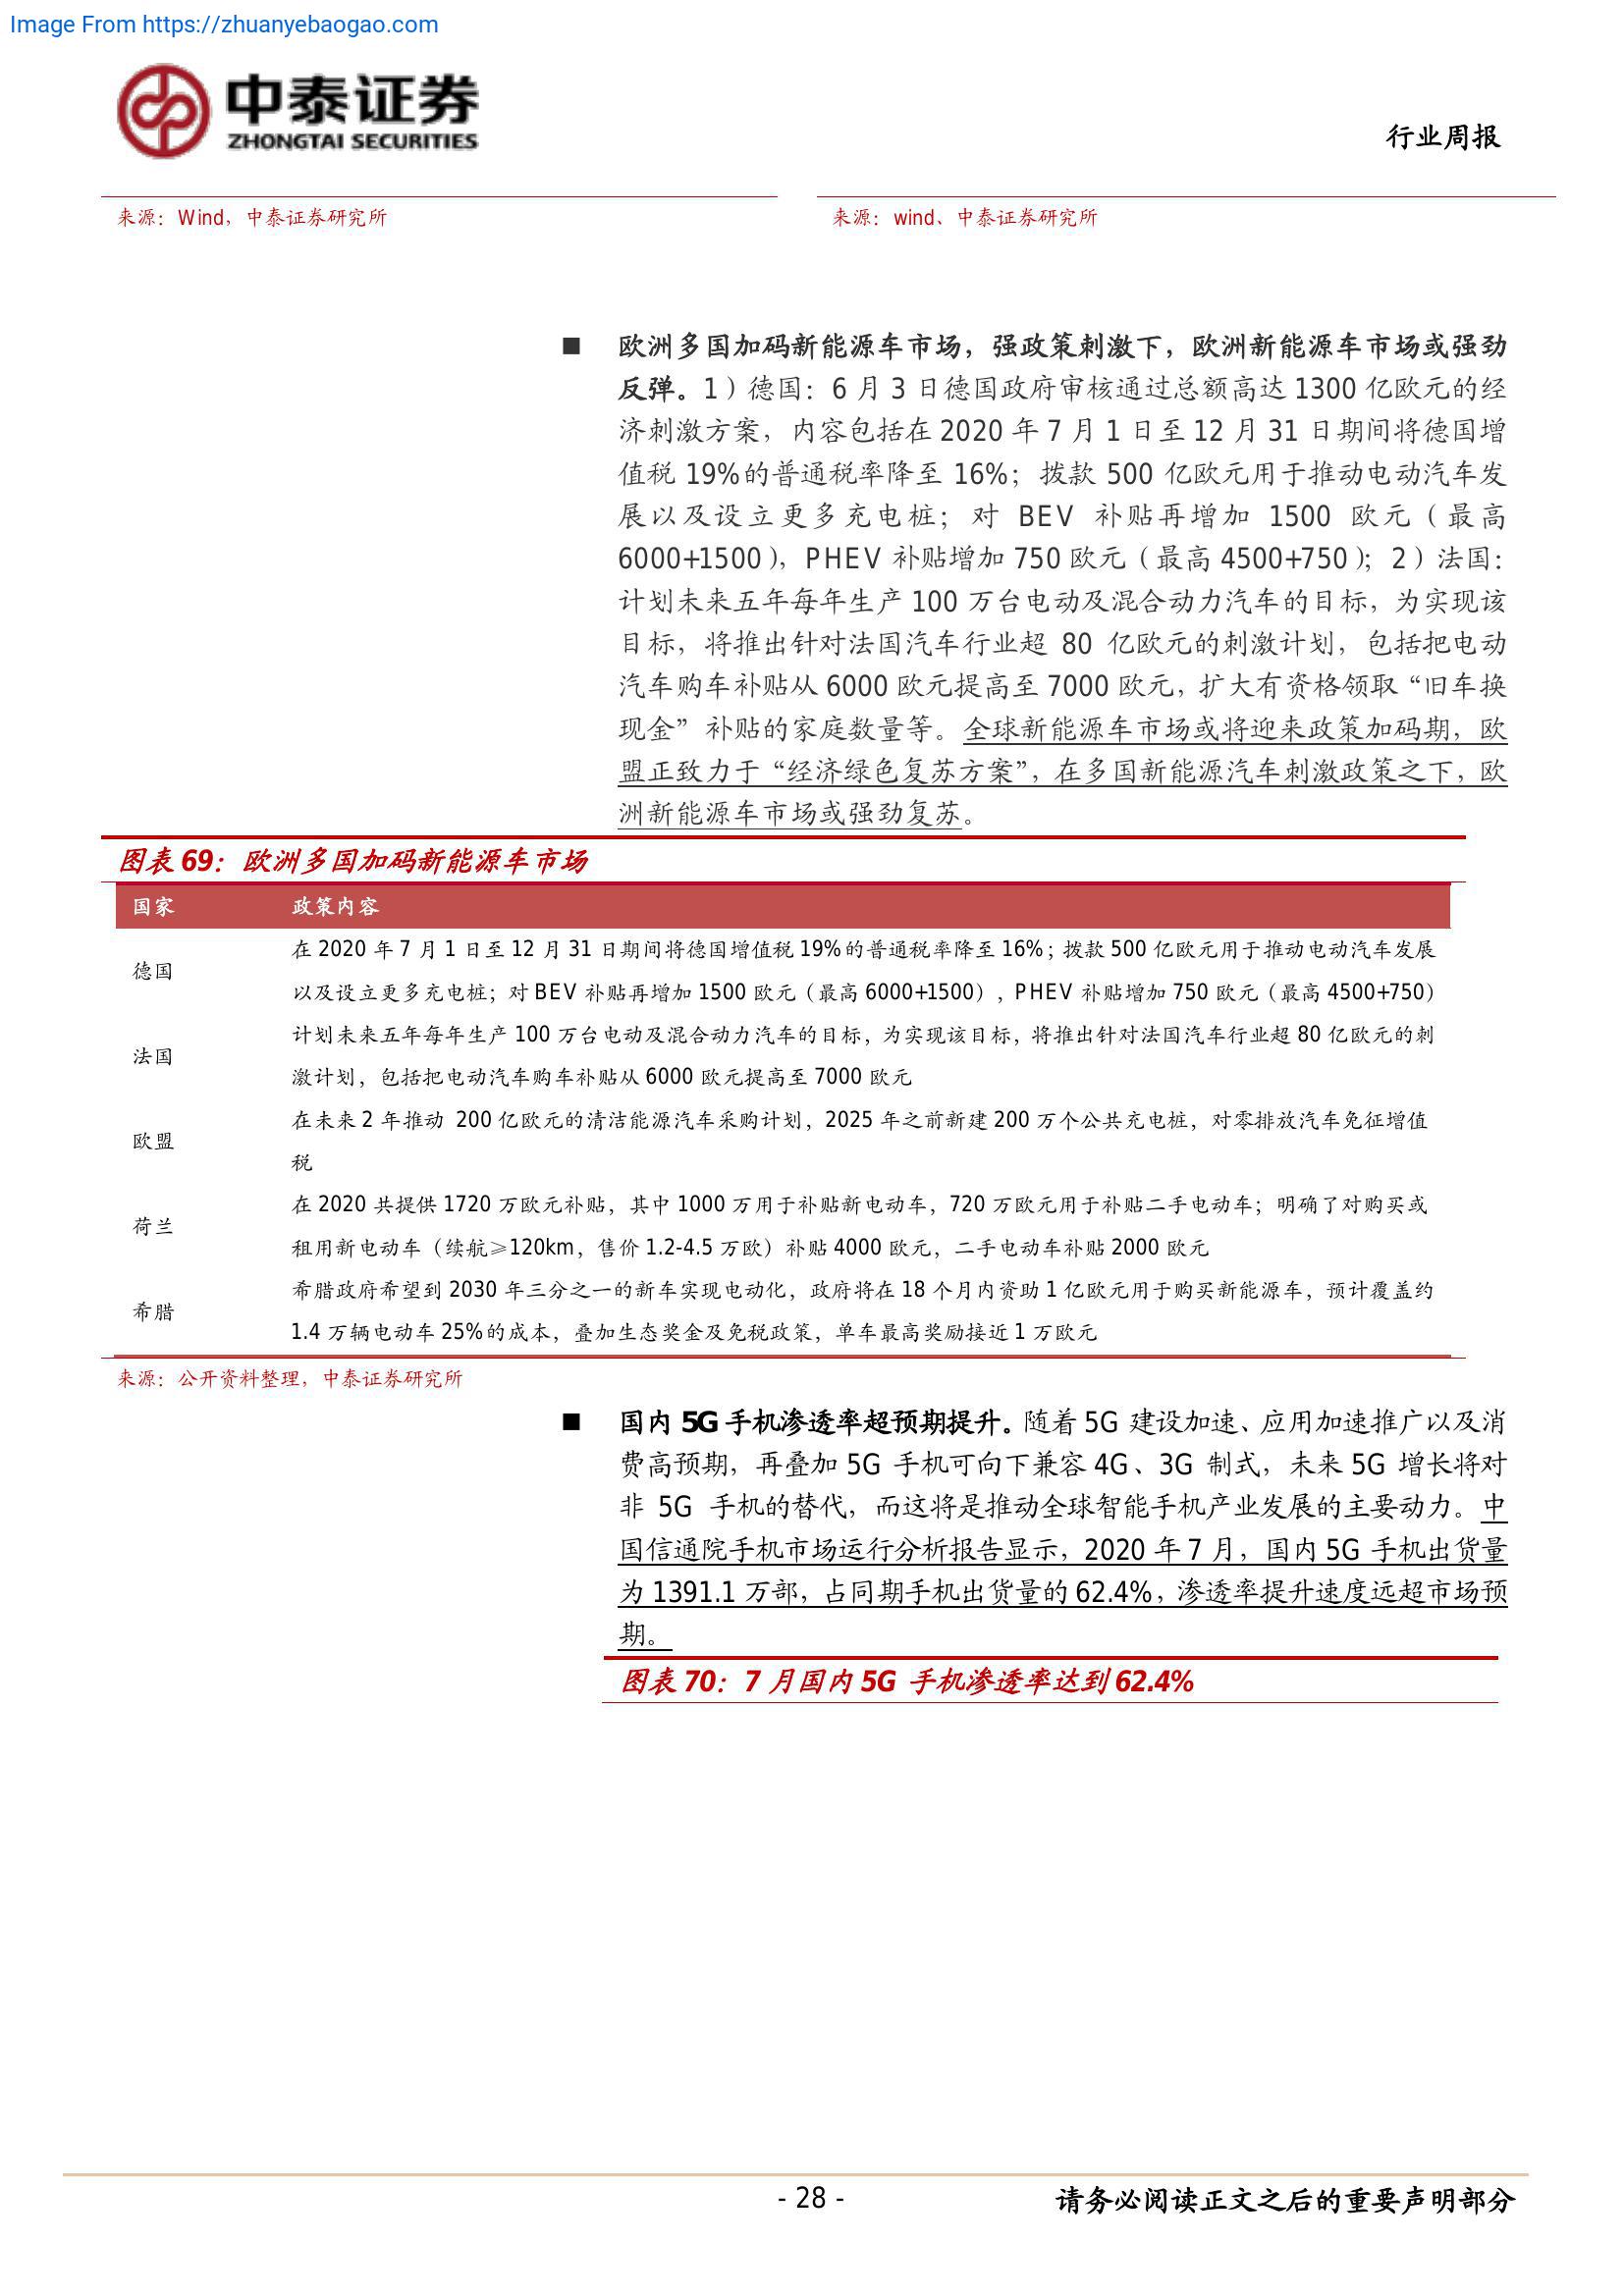 Image From https://zhuanyebaogao.com
中泰证券
ZHONGTAI SECURITIES
行业周报
来源：Wind，中泰证券研究所
来源：wind、中泰证券研究所
■ 欧洲多国加码新能源车市场，强政策刺激下，欧洲新能源车市场或强劲
反弹。1）德国：6 月 3 日德国政府审核通过总额高达 1300 亿欧元的经
济刺激方案，内容包括在 2020 年 7 月 1 日至 12 月 31 日期间将德国增
值税 19%的普通税率降至 16%；拨款 500 亿欧元用于推动电动汽车发
展以及设立更多充电桩；对 BEV 补贴再增加 1500 欧元（最高
6000+1500），PHEV 补贴增加 750 欧元（最高 4500+750）；2）法国：
计划未来五年每年生产 100 万台电动及混合动力汽车的目标，为实现该
目标，将推出针对法国汽车行业超 80 亿欧元的刺激计划，包括把电动
汽车购车补贴从 6000 欧元提高至 7000 欧元，扩大有资格领取“旧车换
现金”补贴的家庭数量等。全球新能源车市场或将迎来政策加码期，欧
盟正致力于“经济绿色复苏方案”，在多国新能源汽车刺激政策之下，欧
洲新能源车市场或强劲复苏。
图表 69：欧洲多国加码新能源车市场
国家 政策内容
德国
在 2020 年 7 月 1 日至 12 月 31 日期间将德国增值税 19%的普通税率降至 16%；拨款 500 亿欧元用于推动电动汽车发展
以及设立更多充电桩；对 BEV 补贴再增加 1500 欧元（最高 6000+1500），PHEV 补贴增加 750 欧元（最高 4500+750）
法国
计划未来五年每年生产 100 万台电动及混合动力汽车的目标，为实现该目标，将推出针对法国汽车行业超 80 亿欧元的刺
激计划，包括把电动汽车购车补贴从 6000 欧元提高至 7000 欧元
欧盟
在未来 2 年推动 200 亿欧元的清洁能源汽车采购计划，2025 年之前新建 200 万个公共充电桩，对零排放汽车免征增值
税
荷兰
在 2020 共提供 1720 万欧元补贴，其中 1000 万用于补贴新电动车，720 万欧元用于补贴二手电动车；明确了对购买或
租用新电动车（续航≥120km，售价 1.2-4.5 万欧）补贴 4000 欧元，二手电动车补贴 2000 欧元
希腊
希腊政府希望到 2030 年三分之一的新车实现电动化，政府将在 18 个月内资助 1 亿欧元用于购买新能源车，预计覆盖约
1.4 万辆电动车 25%的成本，叠加生态奖金及免税政策，单车最高奖励接近 1 万欧元
来源：公开资料整理，中泰证券研究所
■ 国内 5G 手机渗透率超预期提升。随着 5G 建设加速、应用加速推广以及消
费高预期，再叠加 5G 手机可向下兼容 4G、3G 制式，未来 5G 增长将对
非 5G 手机的替代，而这将是推动全球智能手机产业发展的主要动力。中
国信通院手机市场运行分析报告显示，2020 年 7 月，国内 5G 手机出货量
为 1391.1 万部，占同期手机出货量的 62.4%，渗透率提升速度远超市场预
期。
图表 70：7 月国内 5G 手机渗透率达到 62.4%
- 28 -
请务必阅读正文之后的重要声明部分